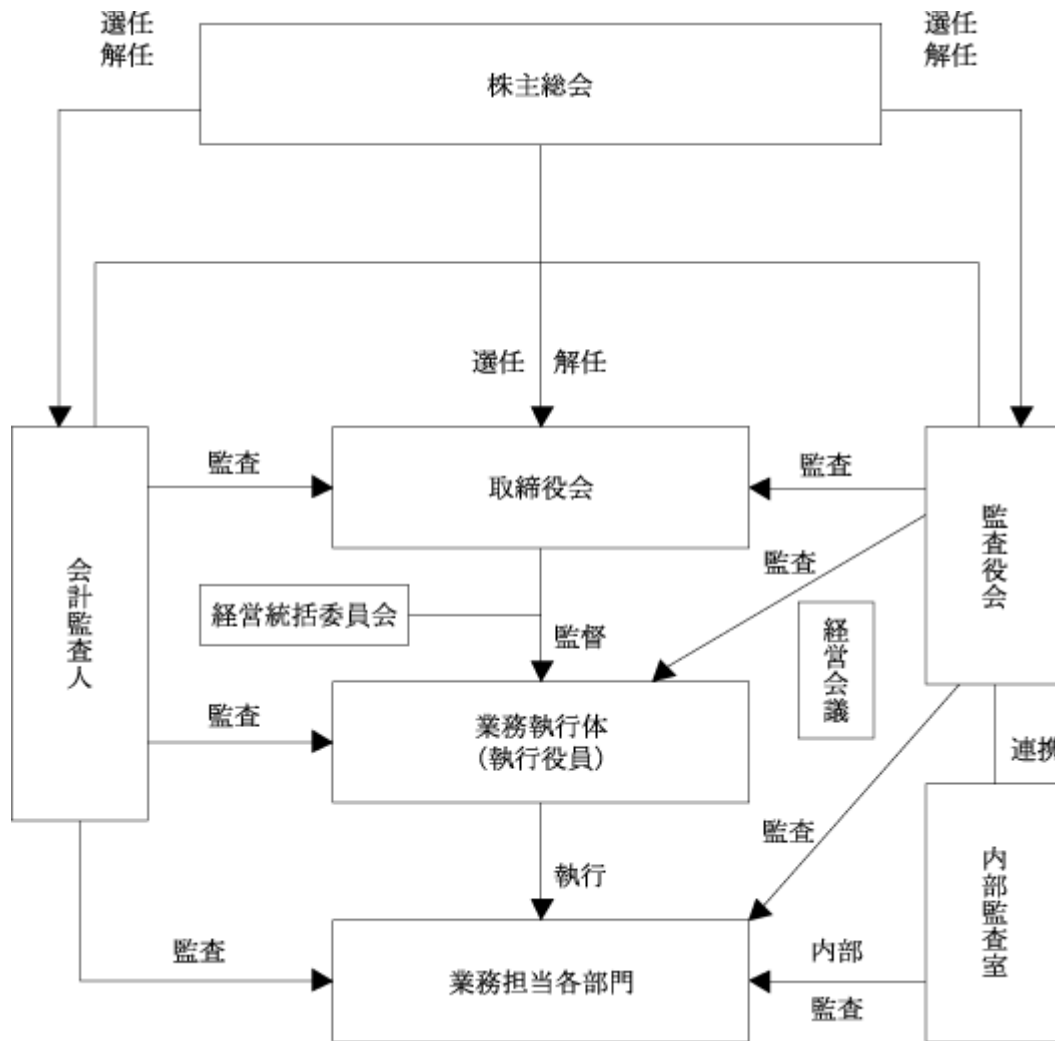 選任
解任
株主総会
選任
解任
選任
解任
監査
取締役会
監査
会計監査人
監査役会
監査
経営統括委員会
監督
経営会議
監査
業務執行体
(執行役員)
連携
監査
執行
内部監査室
監査
業務担当各部門
内部
監査